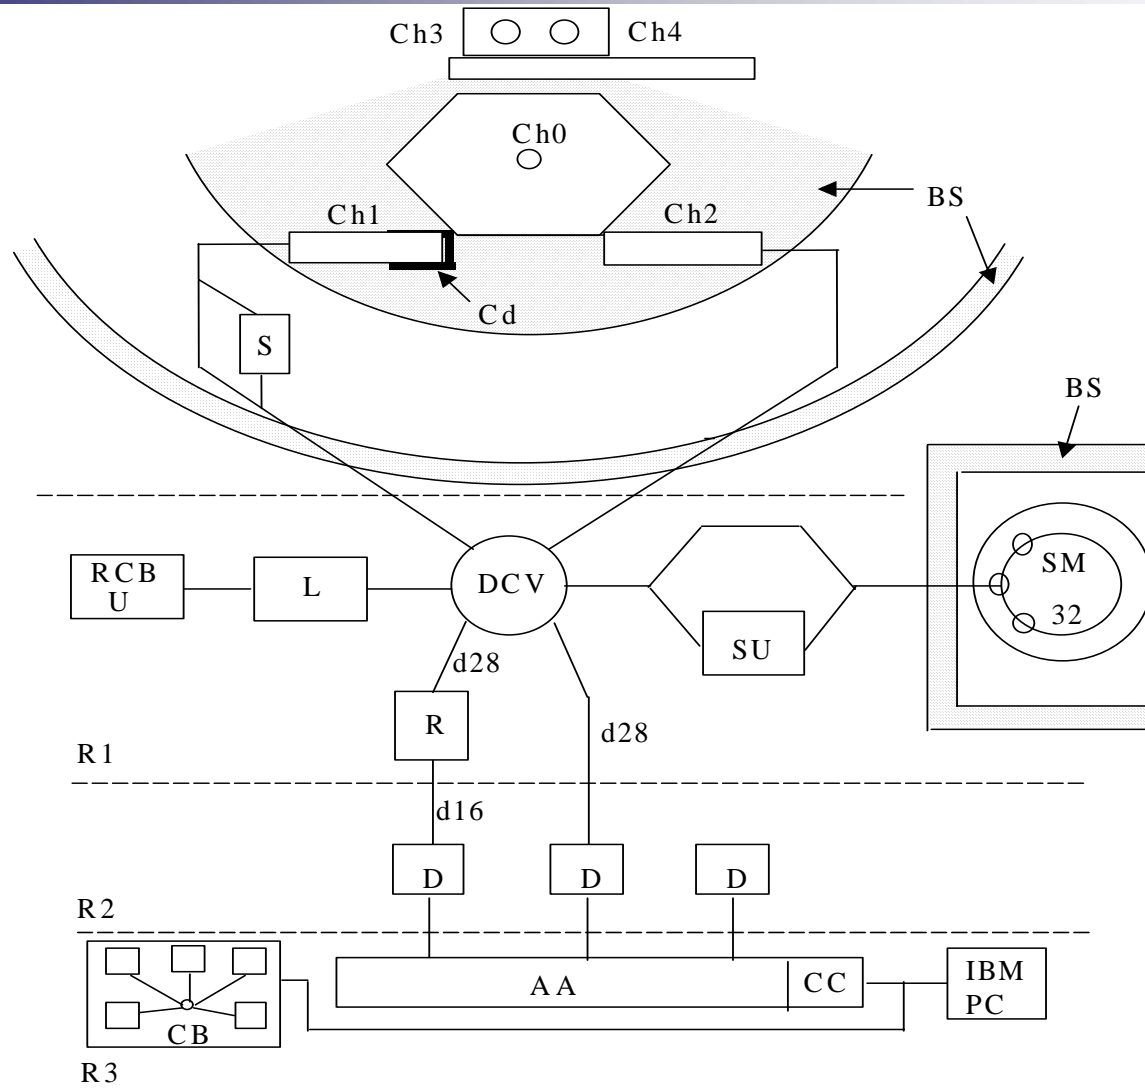 Ch3
Ch4
Ch0
Ch1
Ch2
BS
Cd
S
BS
RCB
U
L
DCV
SM
32
SU
d28
R
d28
R1
d16
D
D
D
R2
AA
CC
IBM
PC
CB
R3